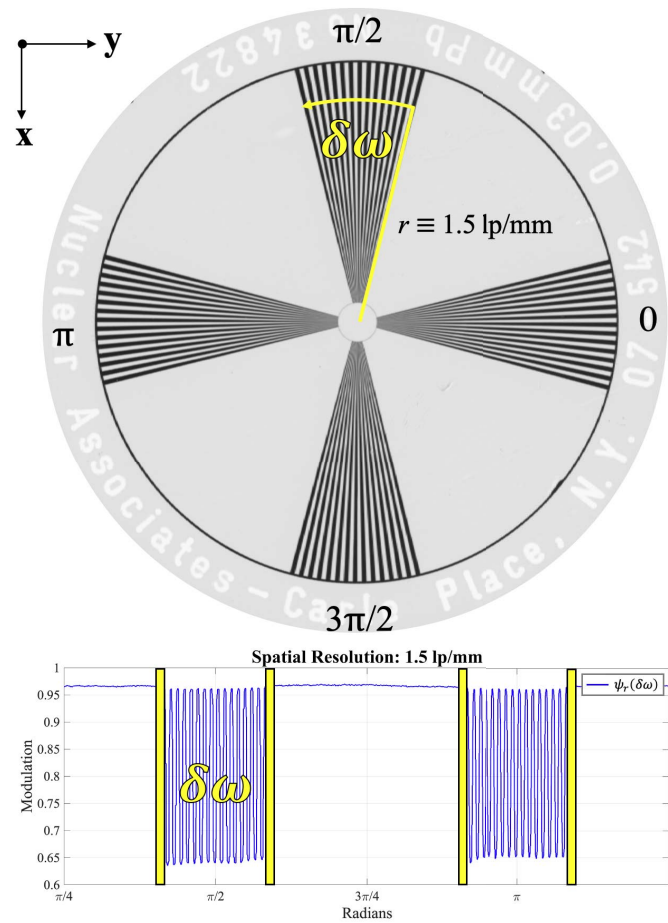 y
x
π/2
π
0
3π/2
δω
r ≡ 1.5 lp/mm
34822
0,03 mm Pb
Nuclear Associates-Carle Place, N.Y. 07 542
Spatial Resolution: 1.5 lp/mm
ψr(δω)
Modulation
1
0.95
0.9
0.85
0.8
0.75
0.7
0.65
0.6
δω
π/4
π/2
3π/4
π
Radians